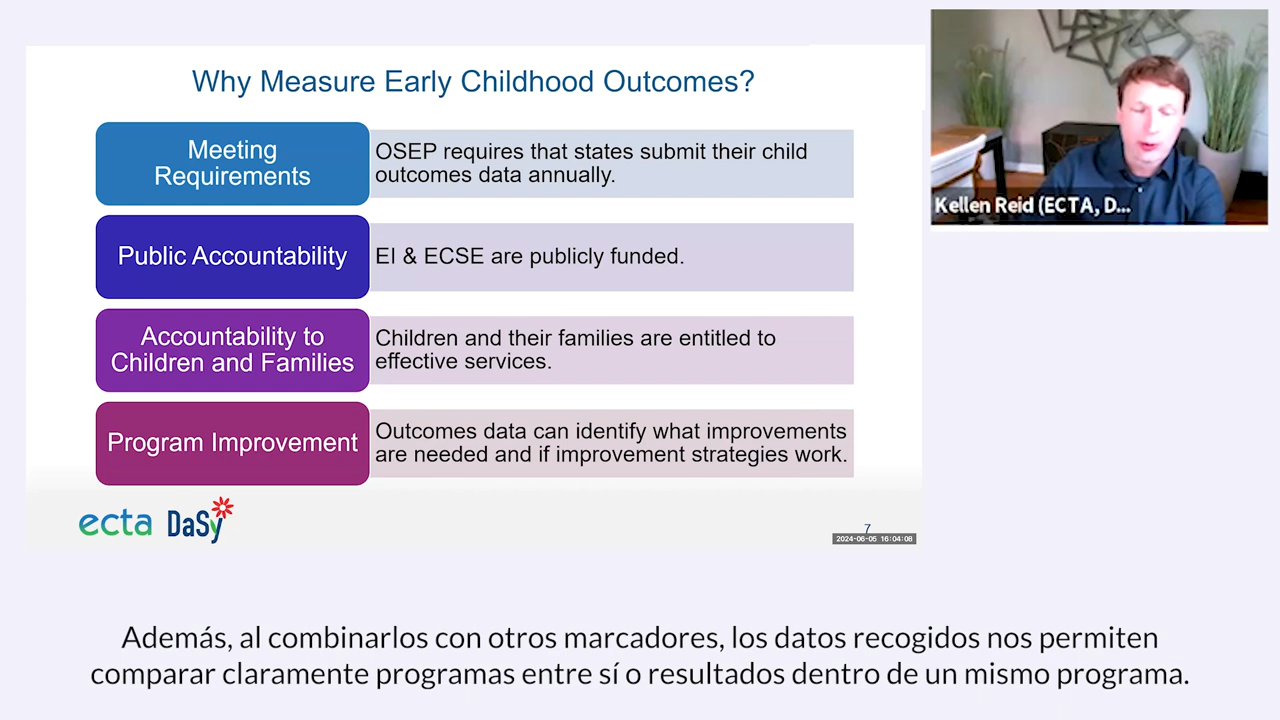 Why Measure Early Childhood Outcomes?
Meeting
Requirements
OSEP requires that states submit their child
outcomes data annually.
Public Accountability
EI & ECSE are publicly funded.
Accountability to
Children and Families
Children and their families are entitled to
effective services.
Program Improvement
Outcomes data can identify what improvements
are needed and if improvement strategies work.
ecta DaSy
7
2024-06-05 16:04:08
Kellen Reid (ECTA, D...
Además, al combinarlos con otros marcadores, los datos recogidos nos permiten
comparar claramente programas entre sí o resultados dentro de un mismo programa.